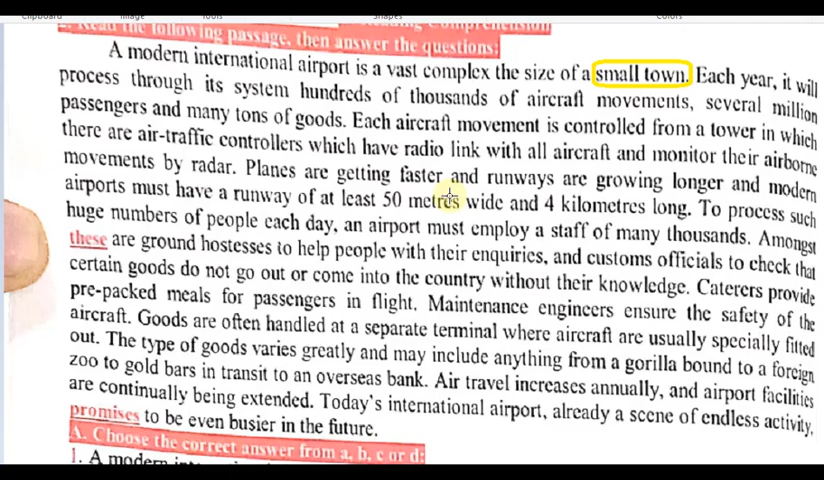 Clipboard Image Tools Shapes Colors
2. Read the following passage, then answer the questions:
A modern international airport is a vast complex the size of a small town. Each year, it will
process through its system hundreds of thousands of aircraft movements, several million
passengers and many tons of goods. Each aircraft movement is controlled from a tower in which
there are air-traffic controllers which have radio link with all aircraft and monitor their airborne
movements by radar. Planes are getting faster and runways are growing longer and modern
airports must have a runway of at least 50 metres wide and 4 kilometres long. To process such
huge numbers of people each day, an airport must employ a staff of many thousands. Amongst
these are ground hostesses to help people with their enquiries, and customs officials to check that
certain goods do not go out or come into the country without their knowledge. Caterers provide
pre-packed meals for passengers in flight. Maintenance engineers ensure the safety of the
aircraft. Goods are often handled at a separate terminal where aircraft are usually specially fitted
out. The type of goods varies greatly and may include anything from a gorilla bound to a foreign
zoo to gold bars in transit to an overseas bank. Air travel increases annually, and airport facilities
are continually being extended. Today's international airport, already a scene of endless activity,
promises to be even busier in the future.
A. Choose the correct answer from a, b, c or d:
1. A modern